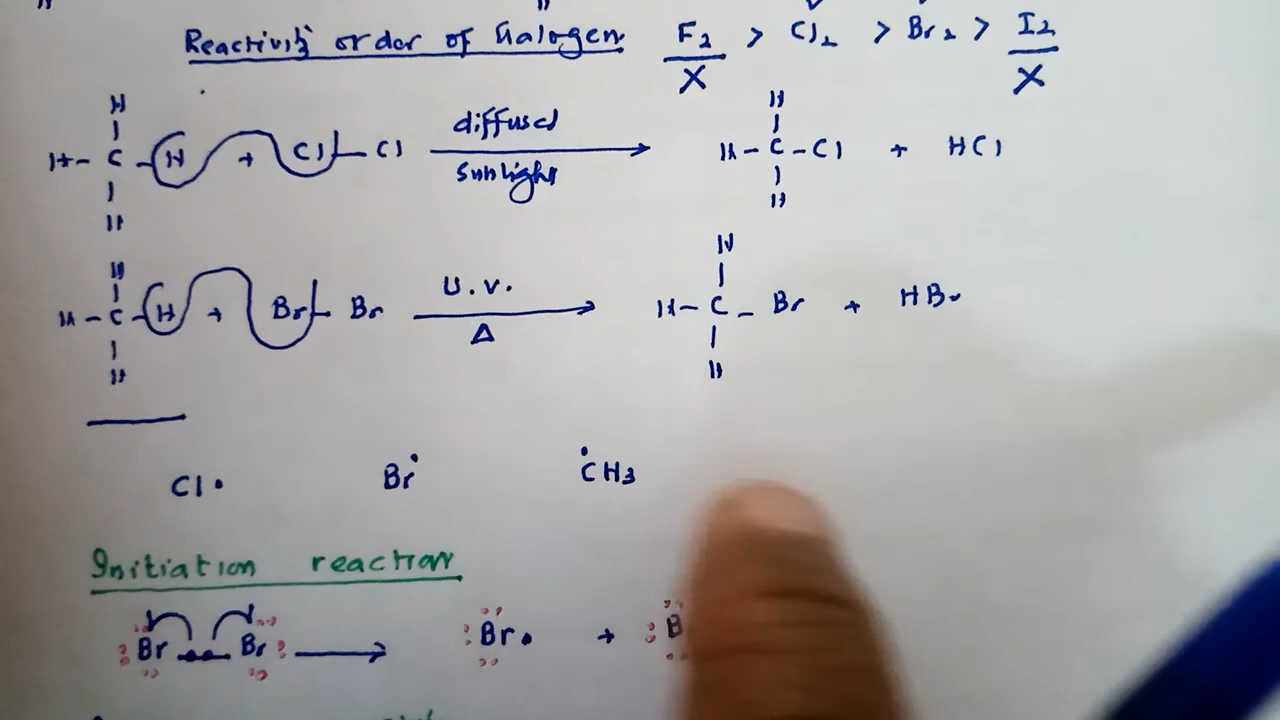 Reactivity order of halogen F2 > Cl2 > Br2 > I2
X X
H
H - C - H + Cl - Cl diffused sunlight H - C - Cl + HCl
H
H
H
H
H - C - H + Br - Br U.V. Δ H - C - Br + HBr
H
H
H
Cl• Br• •CH3
Initiation reaction
:Br Br: :Br• + :B